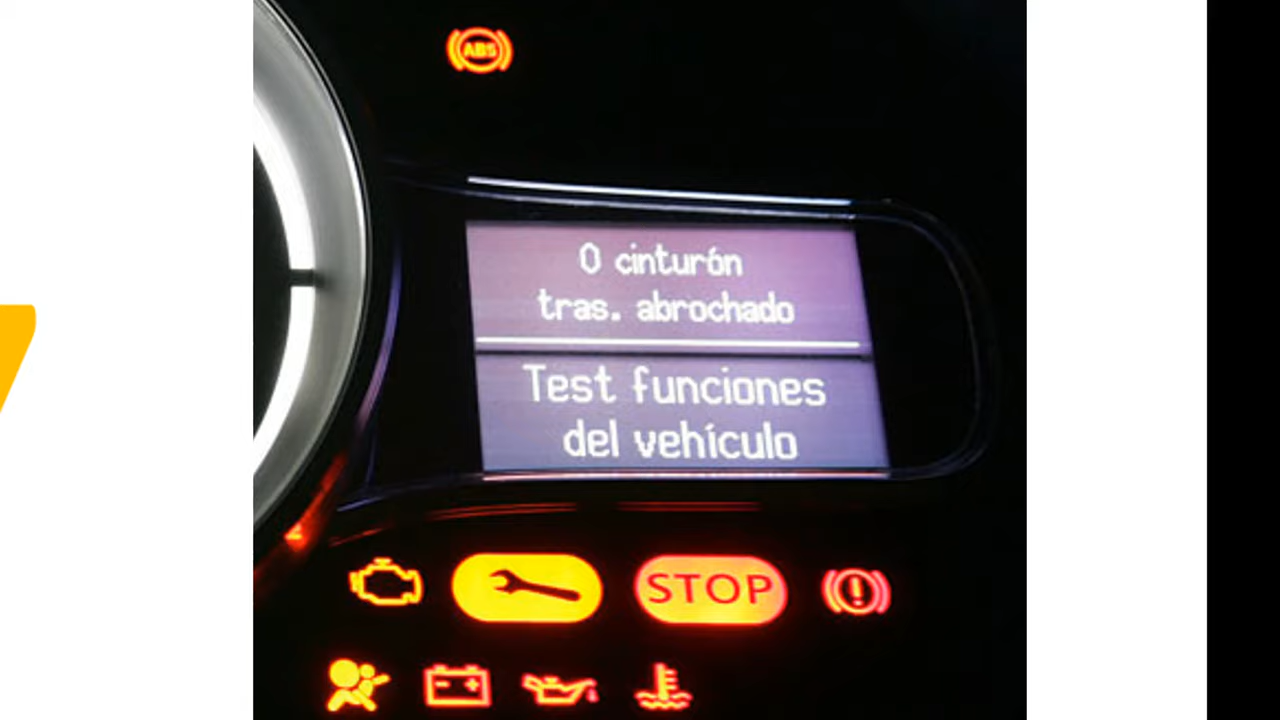 ABS
0 cinturón
tras. abrochado
Test funciones
del vehículo
STOP